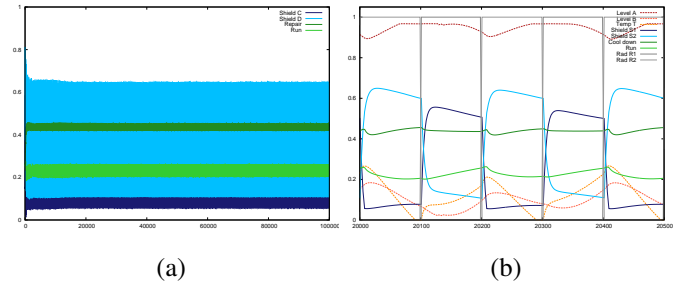 1
0.8
0.6
0.4
0.2
0
0
20000
40000
60000
80000
100000
Shield C
Shield D
Repair
Run
(a)
1
0.8
0.6
0.4
0.2
0
20000
20100
20200
20300
20400
20500
Level A
Level B
Temp T
Shield S1
Shield S2
Cool down
Run
Rad R1
Rad R2
(b)